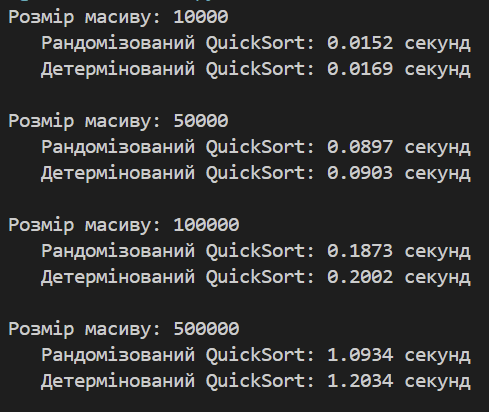 Розмір масиву: 10000
Рандомізований QuickSort: 0.0152 секунд
Детермінований QuickSort: 0.0169 секунд
Розмір масиву: 50000
Рандомізований QuickSort: 0.0897 секунд
Детермінований QuickSort: 0.0903 секунд
Розмір масиву: 100000
Рандомізований QuickSort: 0.1873 секунд
Детермінований QuickSort: 0.2002 секунд
Розмір масиву: 500000
Рандомізований QuickSort: 1.0934 секунд
Детермінований QuickSort: 1.2034 секунд